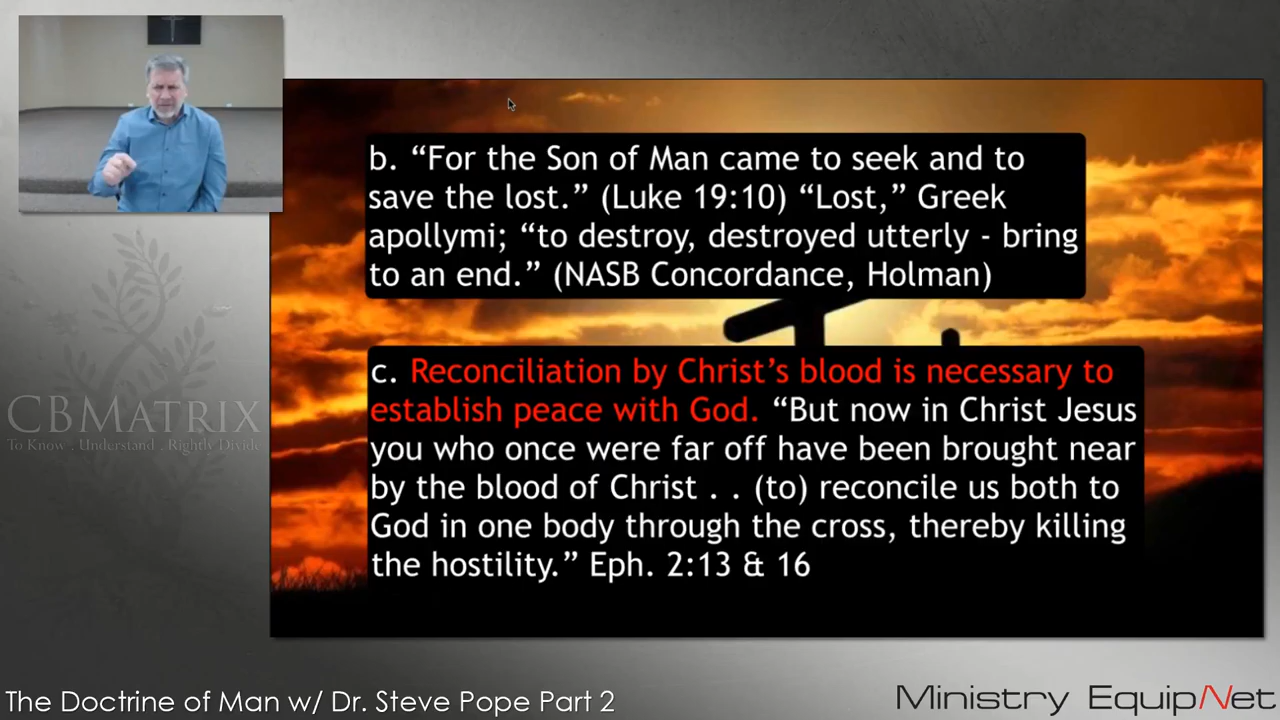 b. “For the Son of Man came to seek and to
save the lost.” (Luke 19:10) “Lost,” Greek
apollymi; “to destroy, destroyed utterly - bring
to an end.” (NASB Concordance, Holman)
c. Reconciliation by Christ’s blood is necessary to
establish peace with God. “But now in Christ Jesus
you who once were far off have been brought near
by the blood of Christ . . (to) reconcile us both to
God in one body through the cross, thereby killing
the hostility.” Eph. 2:13 & 16
CBMATRIX
To Know . Understand . Rightly Divide
The Doctrine of Man w/ Dr. Steve Pope Part 2
Ministry EquipNet